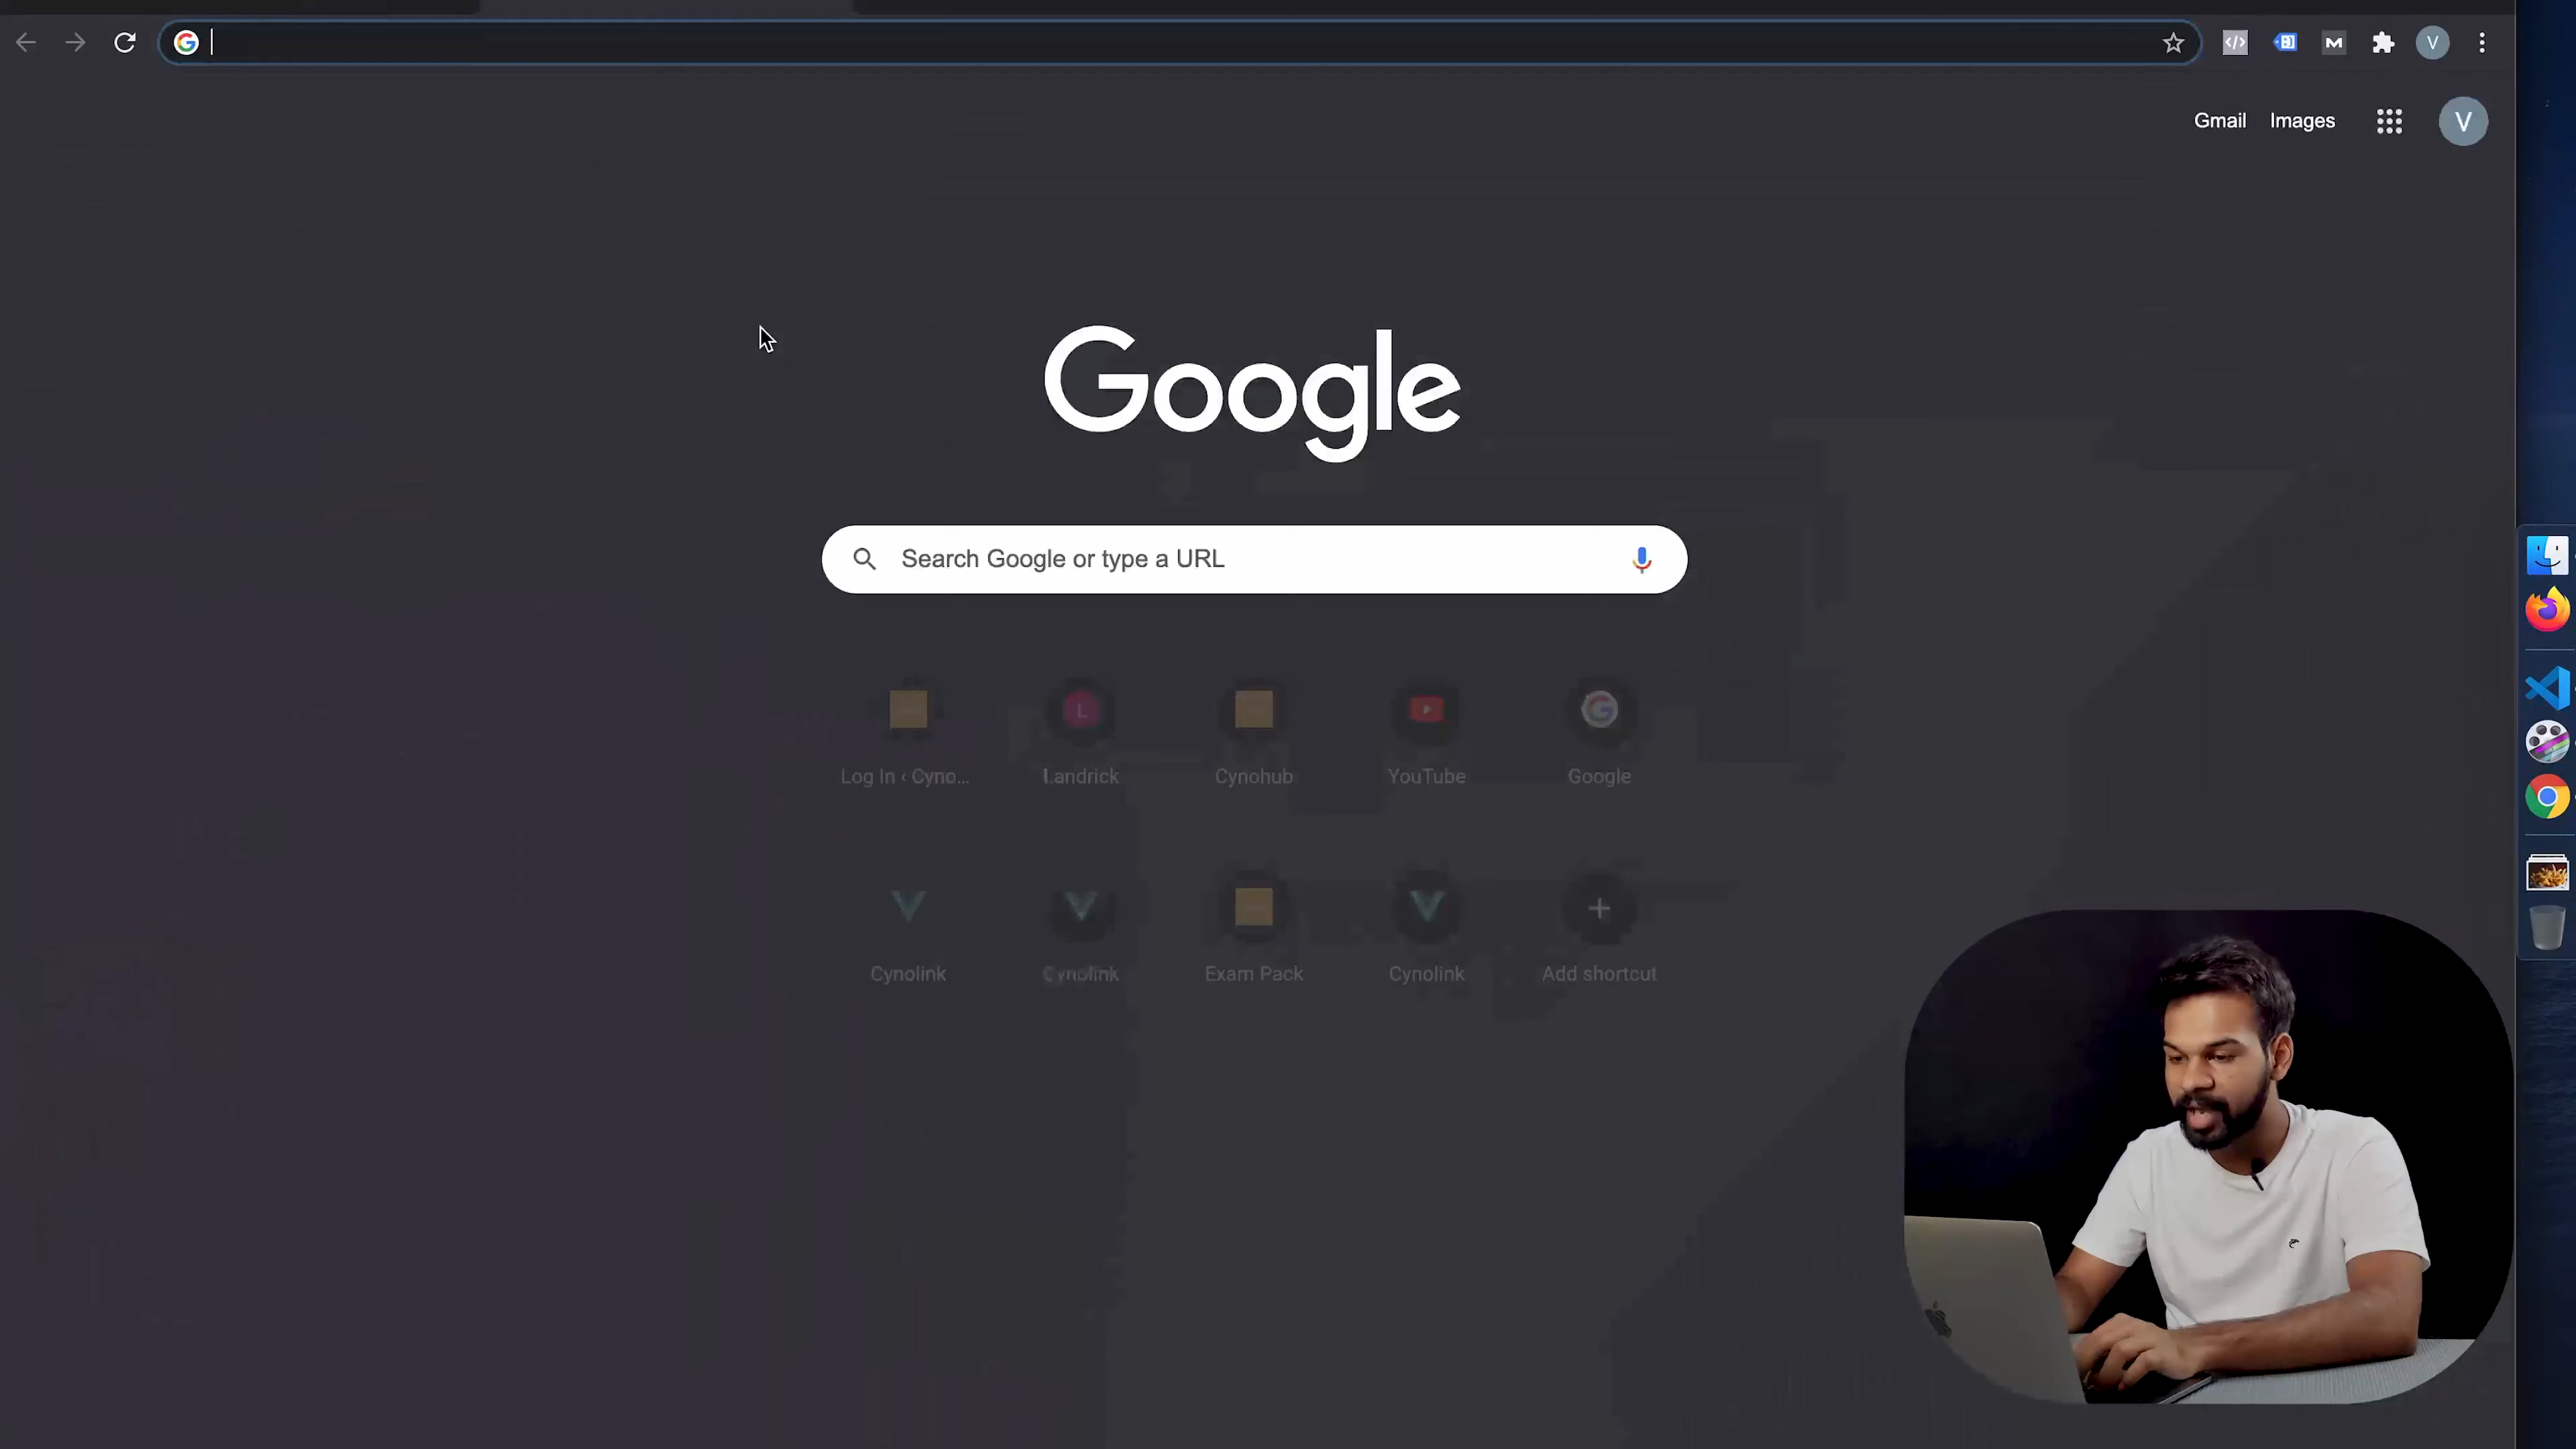 Gmail Images V
V
Google
Search Google or type a URL
Log In ‹ Cyno...
Landrick
Cynohub
YouTube
Google
Cynolink
Cynolink
Exam Pack
Cynolink
Add shortcut